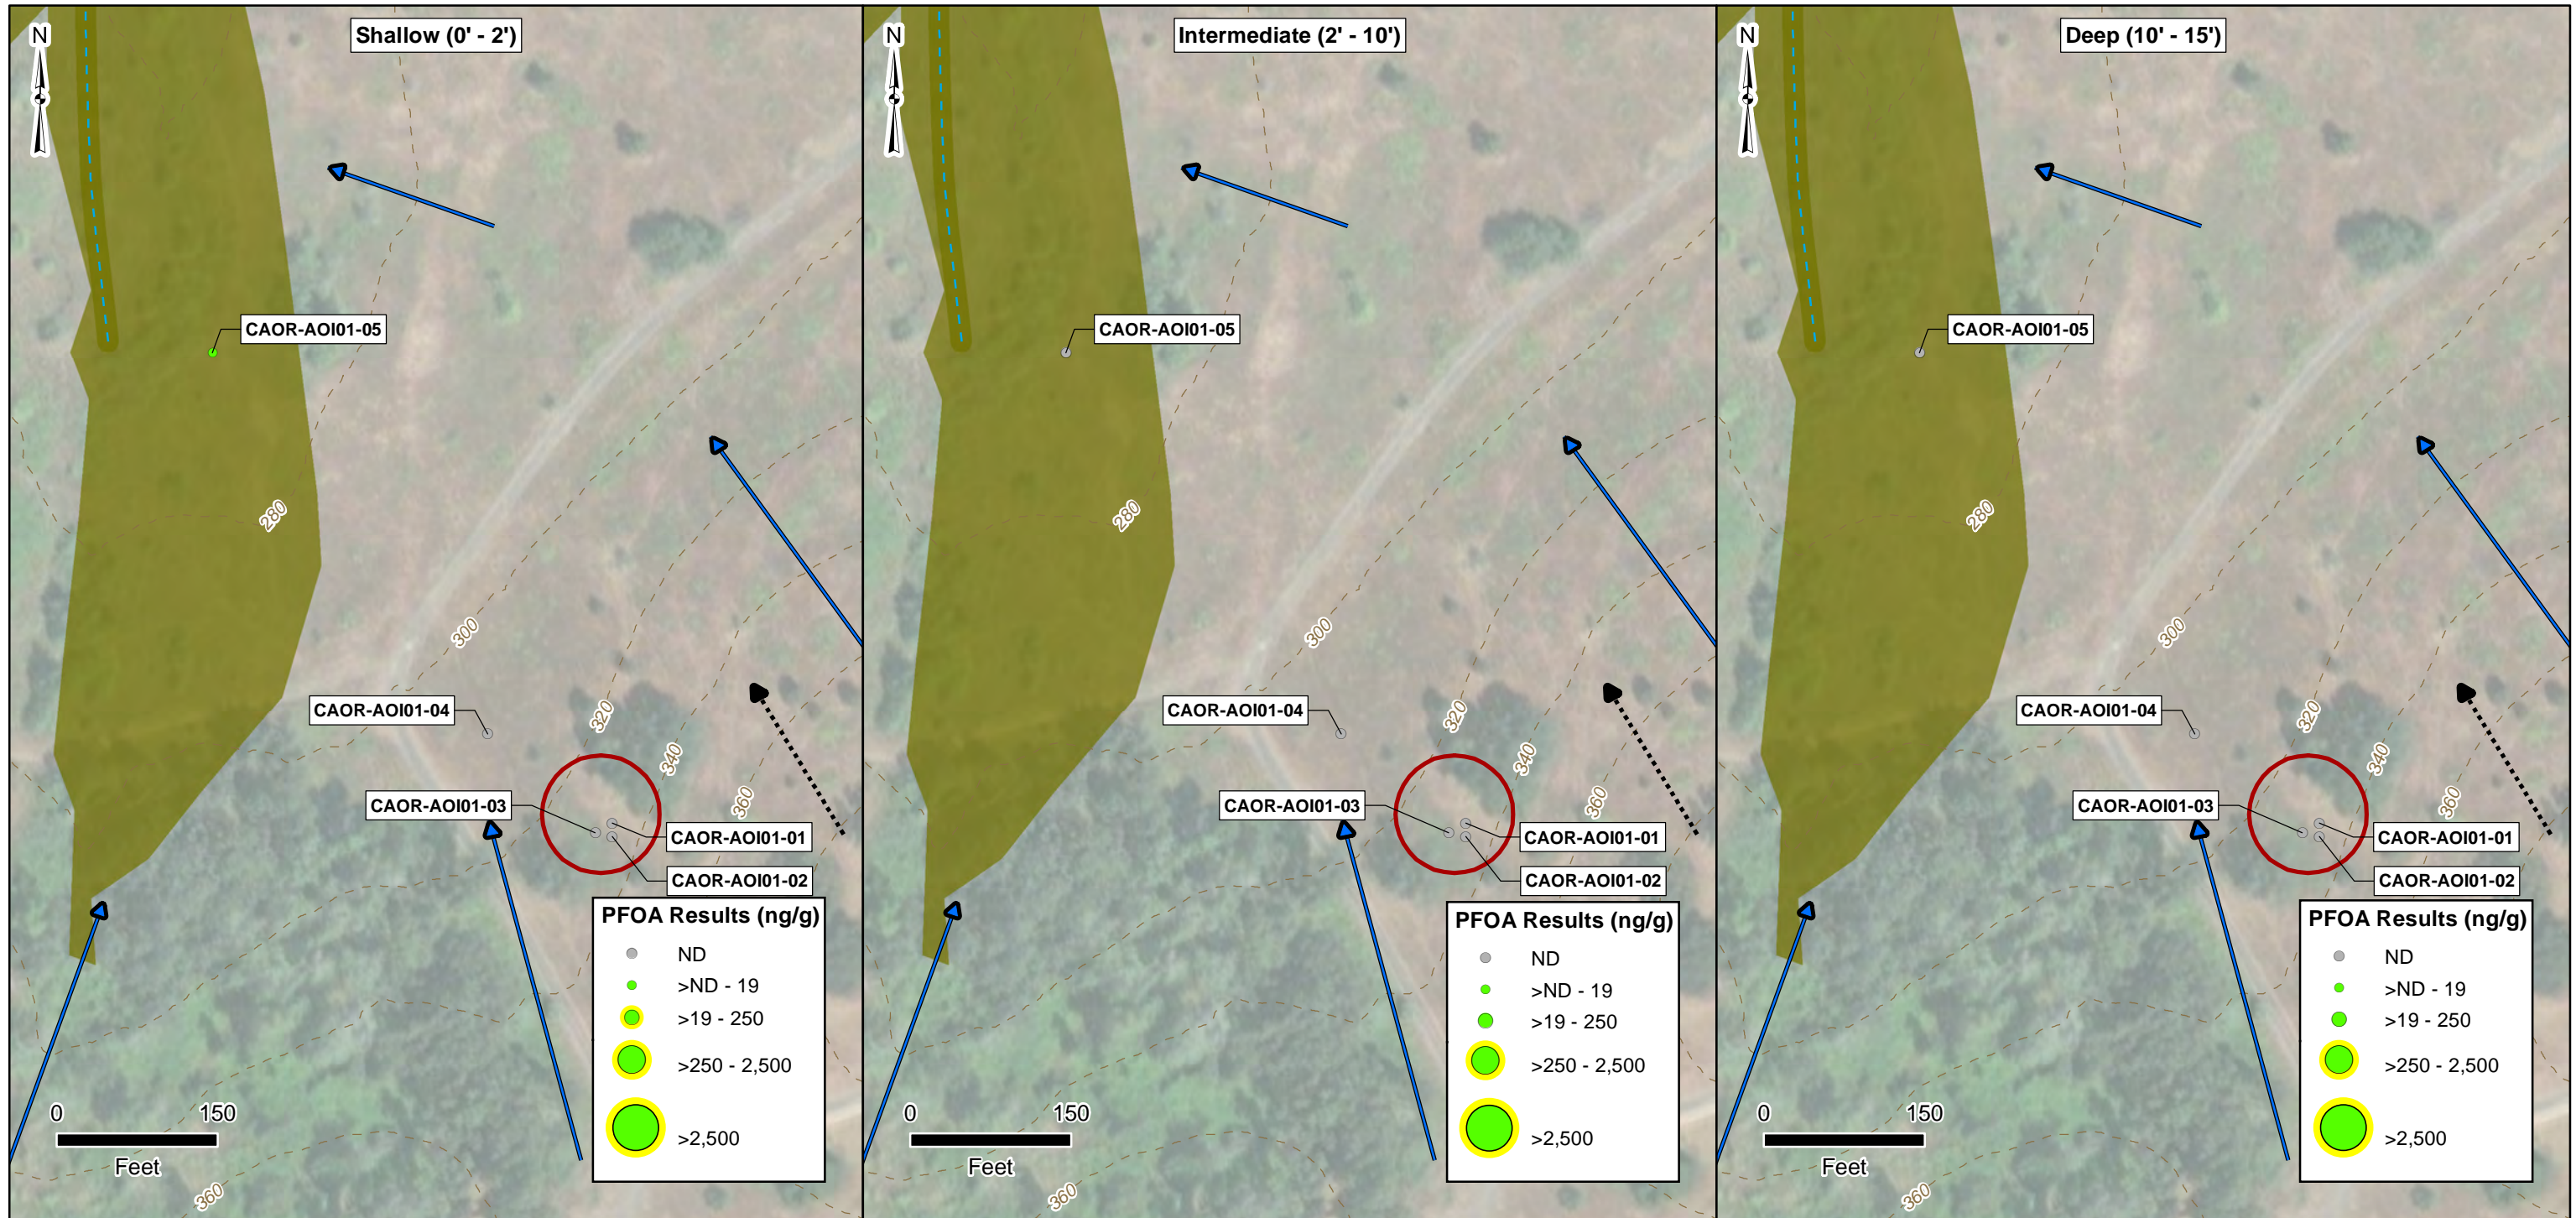 N
Shallow (0' - 2')
CAOR-AOI01-05
280
300
CAOR-AOI01-04
320
340
360
CAOR-AOI01-03
CAOR-AOI01-01
CAOR-AOI01-02
PFOA Results (ng/g)
ND
>ND - 19
>19 - 250
>250 - 2,500
>2,500
0 150
Feet
360
N
Intermediate (2' - 10')
CAOR-AOI01-05
280
300
CAOR-AOI01-04
320
340
360
CAOR-AOI01-03
CAOR-AOI01-01
CAOR-AOI01-02
PFOA Results (ng/g)
ND
>ND - 19
>19 - 250
>250 - 2,500
>2,500
0 150
Feet
360
N
Deep (10' - 15')
CAOR-AOI01-05
280
300
CAOR-AOI01-04
320
340
360
CAOR-AOI01-03
CAOR-AOI01-01
CAOR-AOI01-02
PFOA Results (ng/g)
ND
>ND - 19
>19 - 250
>250 - 2,500
>2,500
0 150
Feet
360